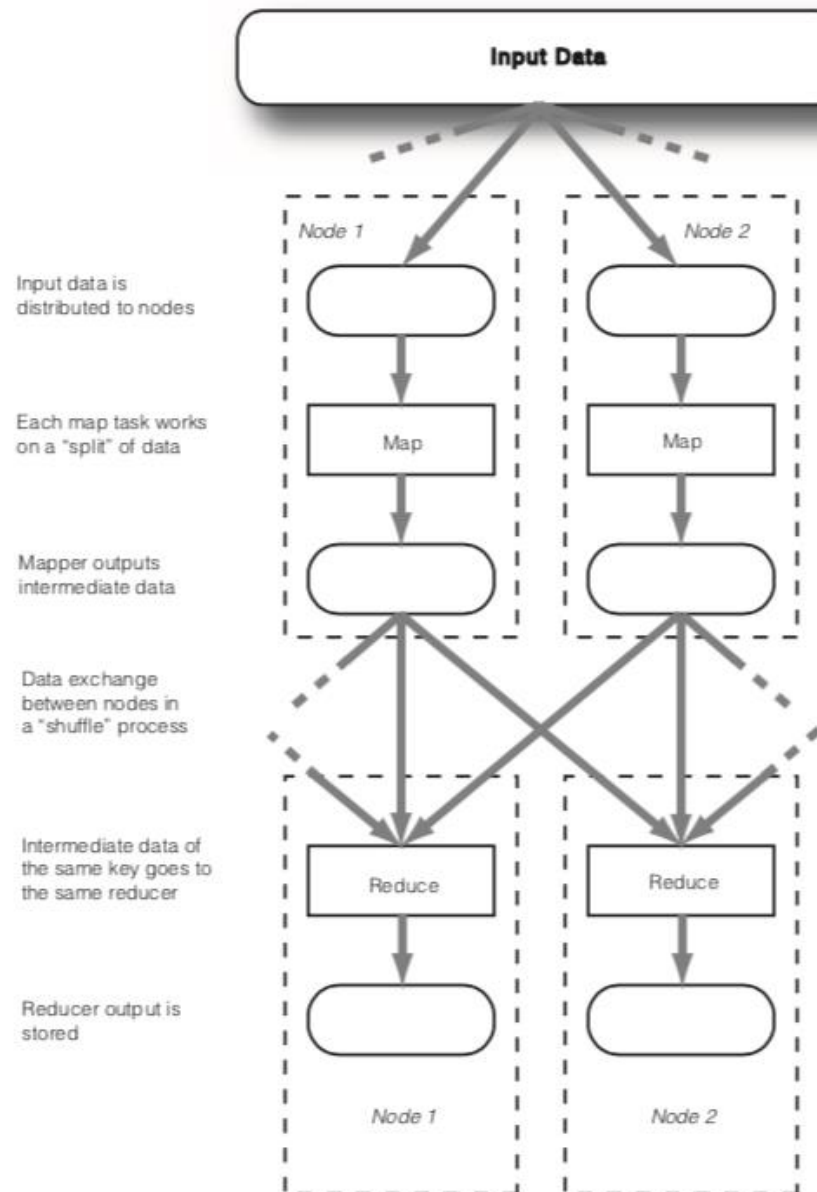 Input Data
Node 1
Node 2
Input data is
distributed to nodes
Each map task works
on a “split” of data
Map
Map
Mapper outputs
intermediate data
Data exchange
between nodes in
a “shuffle” process
Intermediate data of
the same key goes to
the same reducer
Reduce
Reduce
Reducer output is
stored
Node 1
Node 2